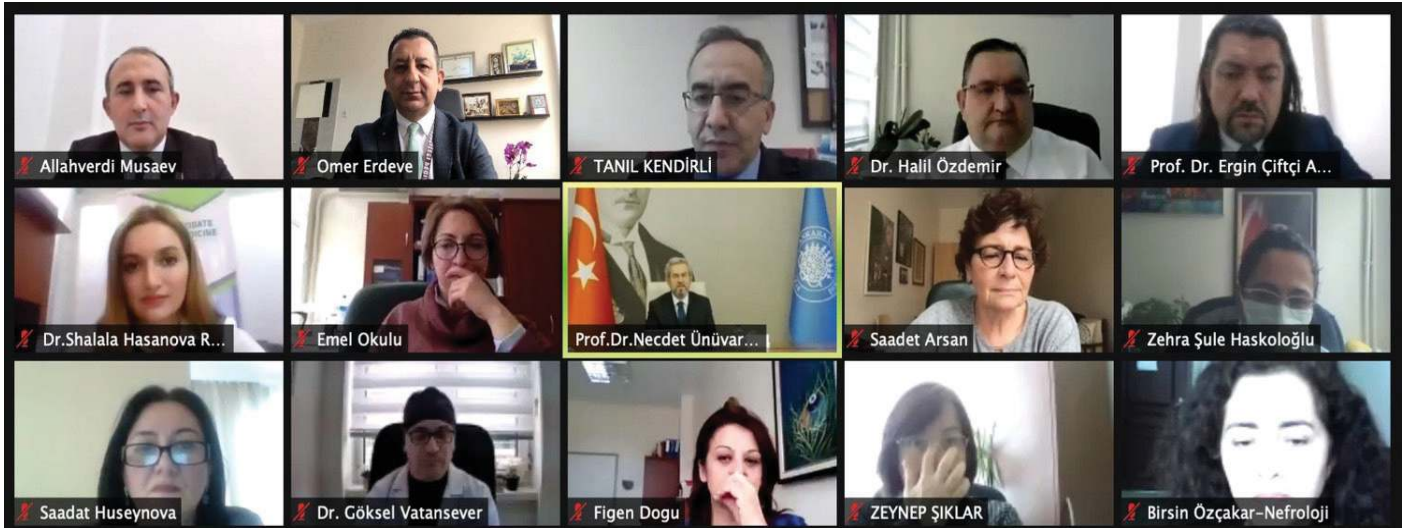 Allahverdi Musaev
Omer Erdeve
TANIL KENDİRLİ
Dr. Halil Özdemir
Prof. Dr. Ergin Çiftçi A...
Dr.Shalala Hasanova R...
Emel Okulu
Prof.Dr.Necdet Ünüvar...
Saadet Arsan
Zehra Şule Haskoloğlu
Saadat Huseynova
Dr. Göksel Vatansever
Figen Dogu
ZEYNEP ŞIKLAR
Birsin Özçakar-Nefroloji